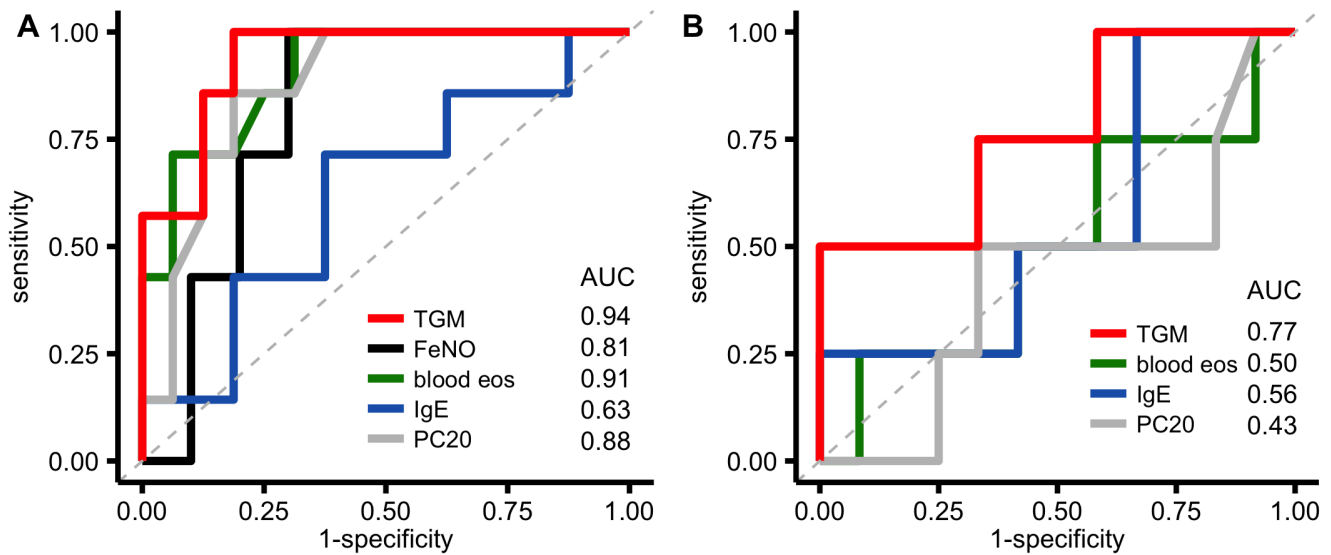 A
sensitivity
1.00
0.75
0.50
0.25
0.00
AUC
TGM 0.94
FeNO 0.81
blood eos 0.91
IgE 0.63
PC20 0.88
0.00 0.25 0.50 0.75 1.00
1-specificity
B
sensitivity
1.00
0.75
0.50
0.25
0.00
AUC
TGM 0.77
blood eos 0.50
IgE 0.56
PC20 0.43
0.00 0.25 0.50 0.75 1.00
1-specificity